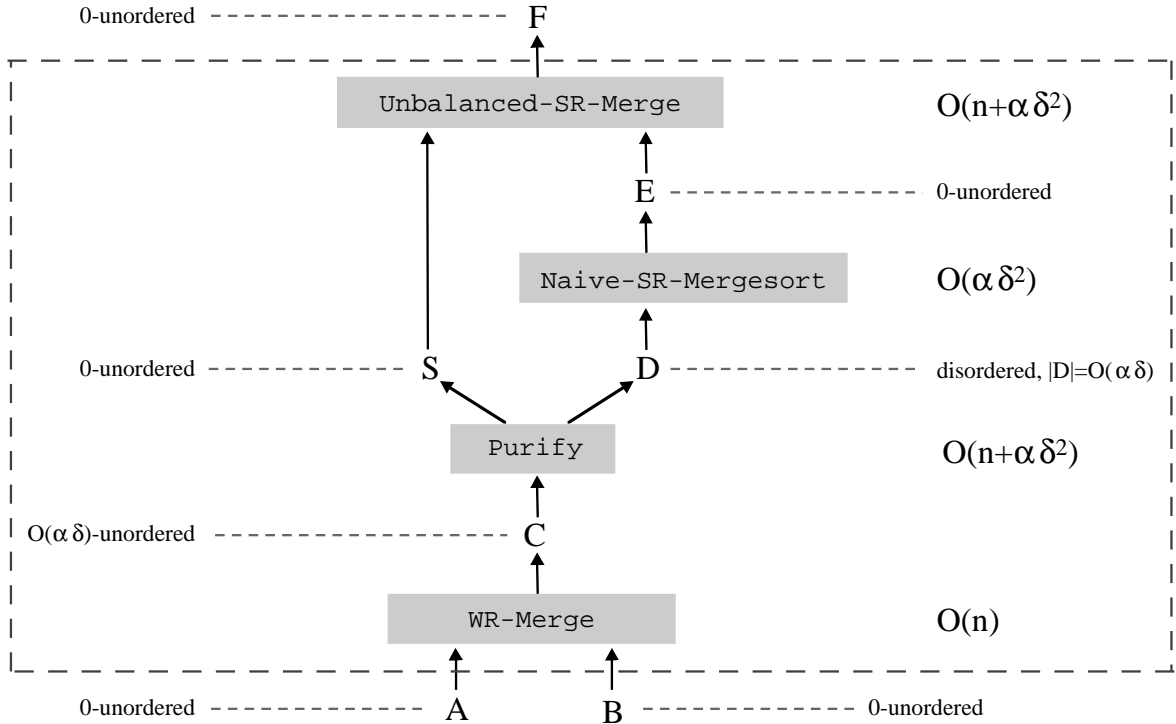 0-unordered F
Unbalanced-SR-Merge O(n+αδ²)
E 0-unordered
Naive-SR-Mergesort O(αδ²)
0-unordered S D disordered, |D|=O(αδ)
Purify O(n+αδ²)
O(αδ)-unordered C
WR-Merge O(n)
0-unordered A B 0-unordered